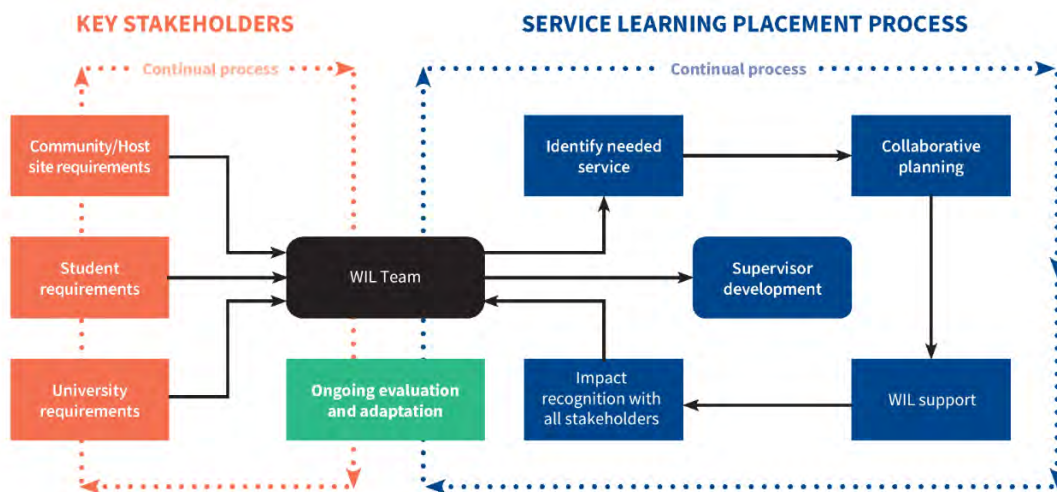 KEY STAKEHOLDERS
SERVICE LEARNING PLACEMENT PROCESS
Continual process
Continual process
Community/Host
site requirements
Identify needed
service
Collaborative
planning
Student
requirements
WIL Team
Supervisor
development
University
requirements
Ongoing evaluation
and adaptation
Impact
recognition with
all stakeholders
WIL support